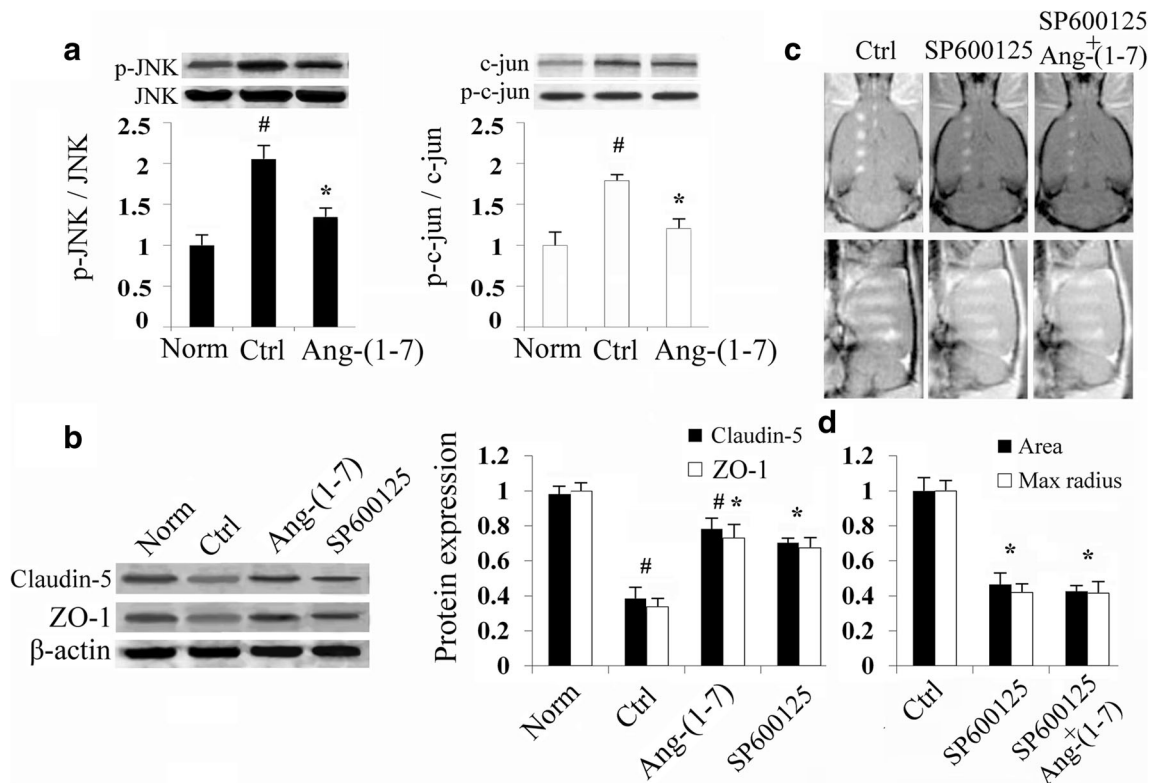 a
p-JNK
JNK
p-JNK / JNK
2.5
2
1.5
1
0.5
0
#
*
Norm Ctrl Ang-(1-7)
c-jun
p-c-jun
p-c-jun / c-jun
2.5
2
1.5
1
0.5
0
#
*
Norm Ctrl Ang-(1-7)
c
Ctrl
SP600125
SP600125
+
Ang-(1-7)
b
Norm
Ctrl
Ang-(1-7)
SP600125
Claudin-5
ZO-1
β-actin
Protein expression
1.2
1
0.8
0.6
0.4
0.2
0
Claudin-5
ZO-1
#
# *
*
Norm
Ctrl
Ang-(1-7)
SP600125
d
Area
Max radius
1.2
1
0.8
0.6
0.4
0.2
0
*
*
Ctrl
SP600125
SP600125
+
Ang-(1-7)